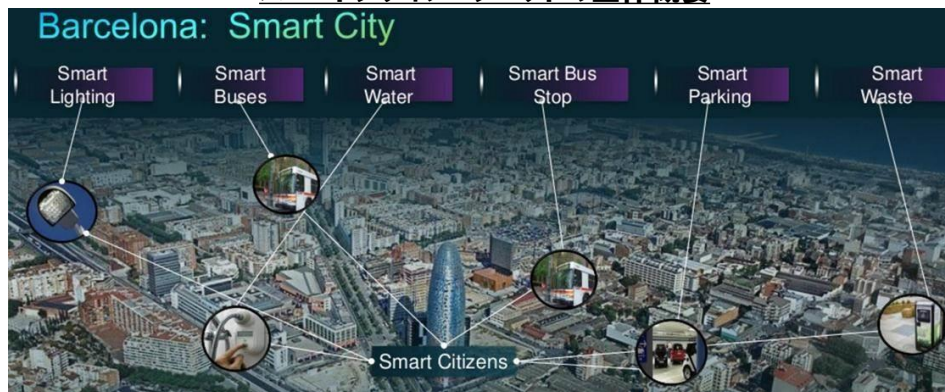 Barcelona: Smart City
Smart
Lighting
Smart
Buses
Smart
Water
Smart Bus
Stop
Smart
Parking
Smart
Waste
Smart Citizens